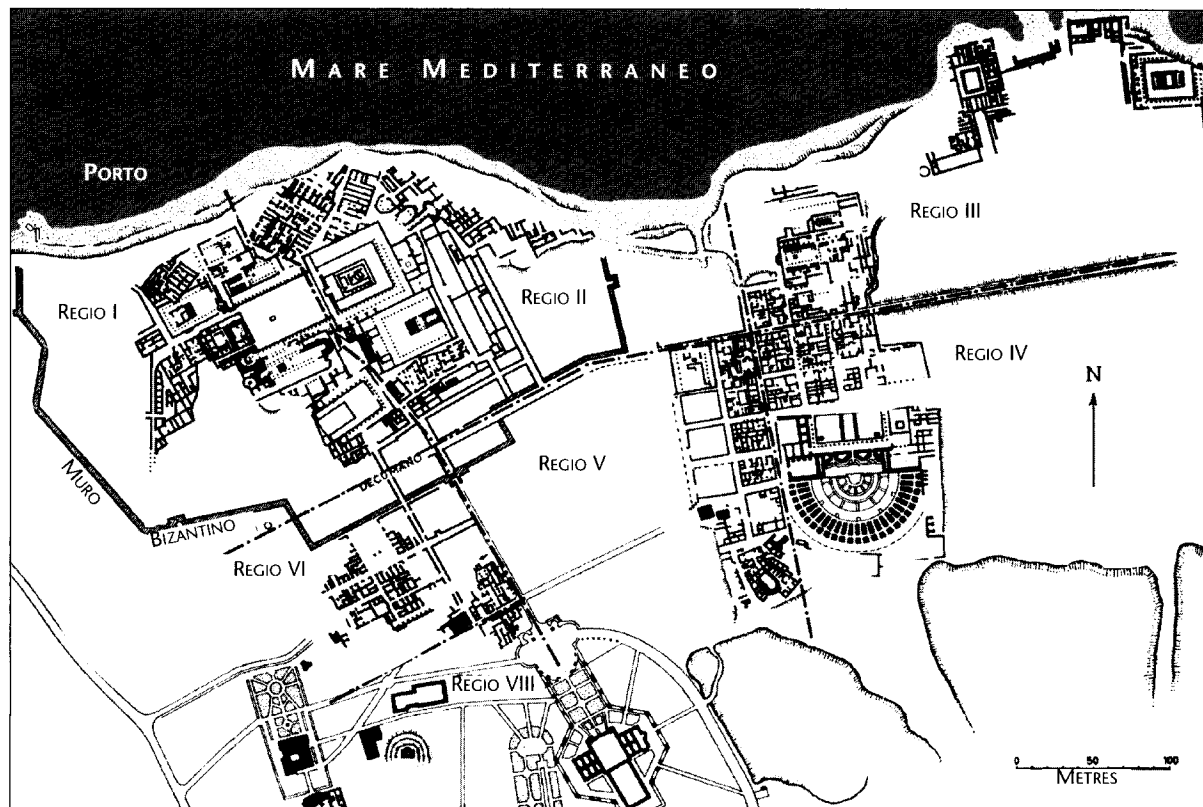 MARE MEDITERRANEO
PORTO
REGIO III
REGIO I
REGIO II
REGIO IV
N
DECUMANO
REGIO V
MURO
BIZANTINO
REGIO VI
REGIO VIII
0 50 100
METRES